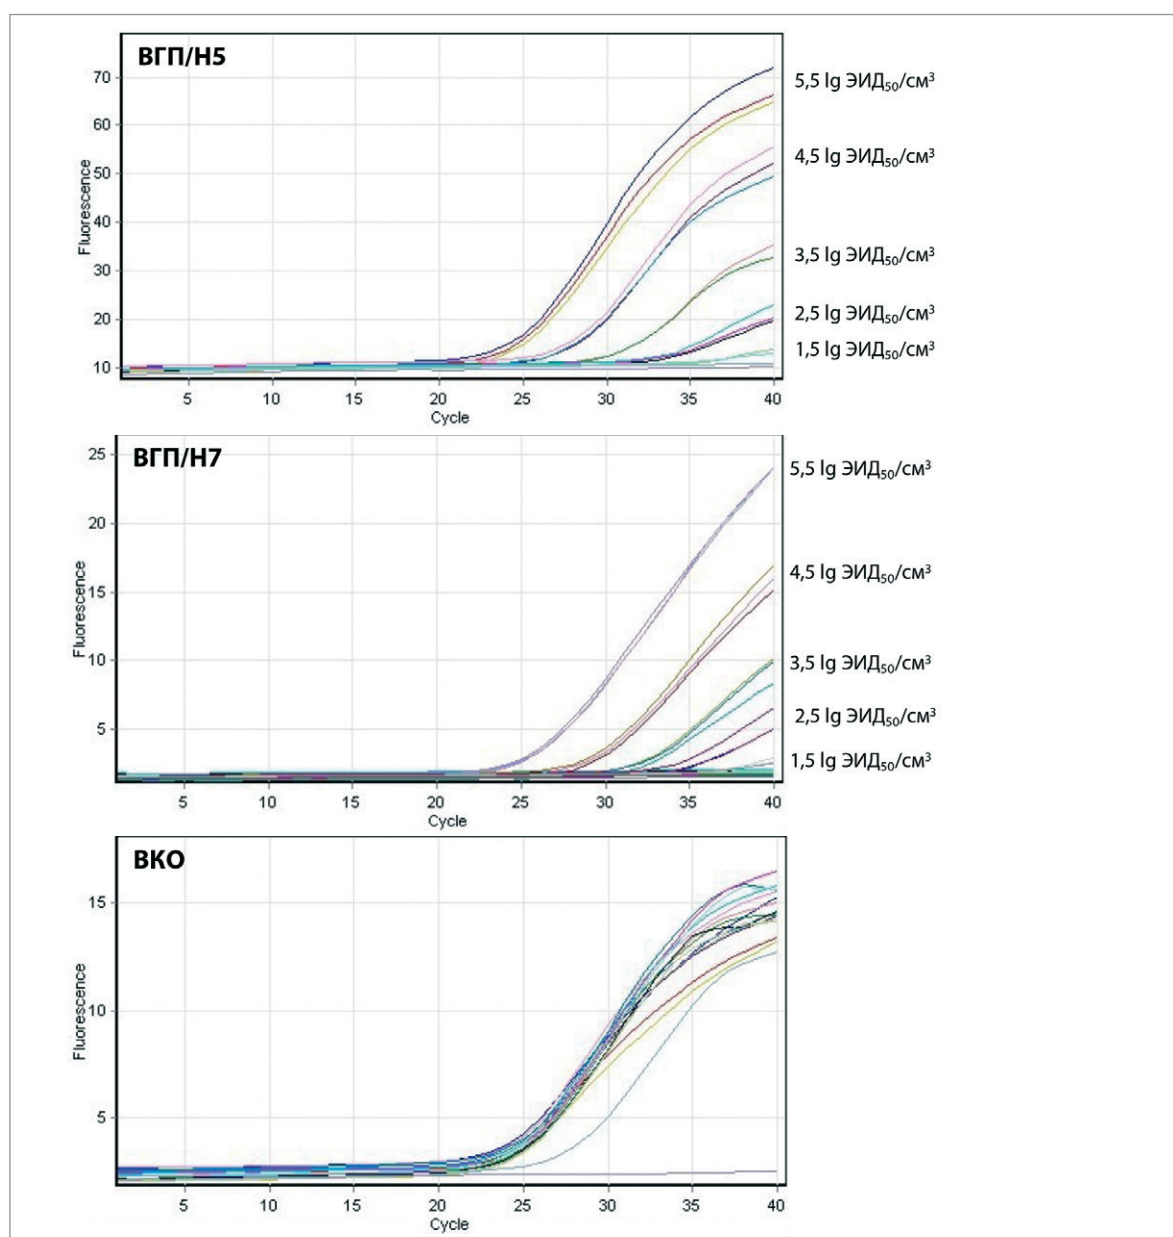 ВГП/H5
70
60
50
40
30
20
10
Fluorescence
5,5 lg ЭИД₅₀/см³
4,5 lg ЭИД₅₀/см³
3,5 lg ЭИД₅₀/см³
2,5 lg ЭИД₅₀/см³
1,5 lg ЭИД₅₀/см³
5 10 15 20 25 30 35 40
Cycle
ВГП/H7
25
20
15
10
5
Fluorescence
5,5 lg ЭИД₅₀/см³
4,5 lg ЭИД₅₀/см³
3,5 lg ЭИД₅₀/см³
2,5 lg ЭИД₅₀/см³
1,5 lg ЭИД₅₀/см³
5 10 15 20 25 30 35 40
Cycle
ВКО
15
10
5
Fluorescence
5 10 15 20 25 30 35 40
Cycle